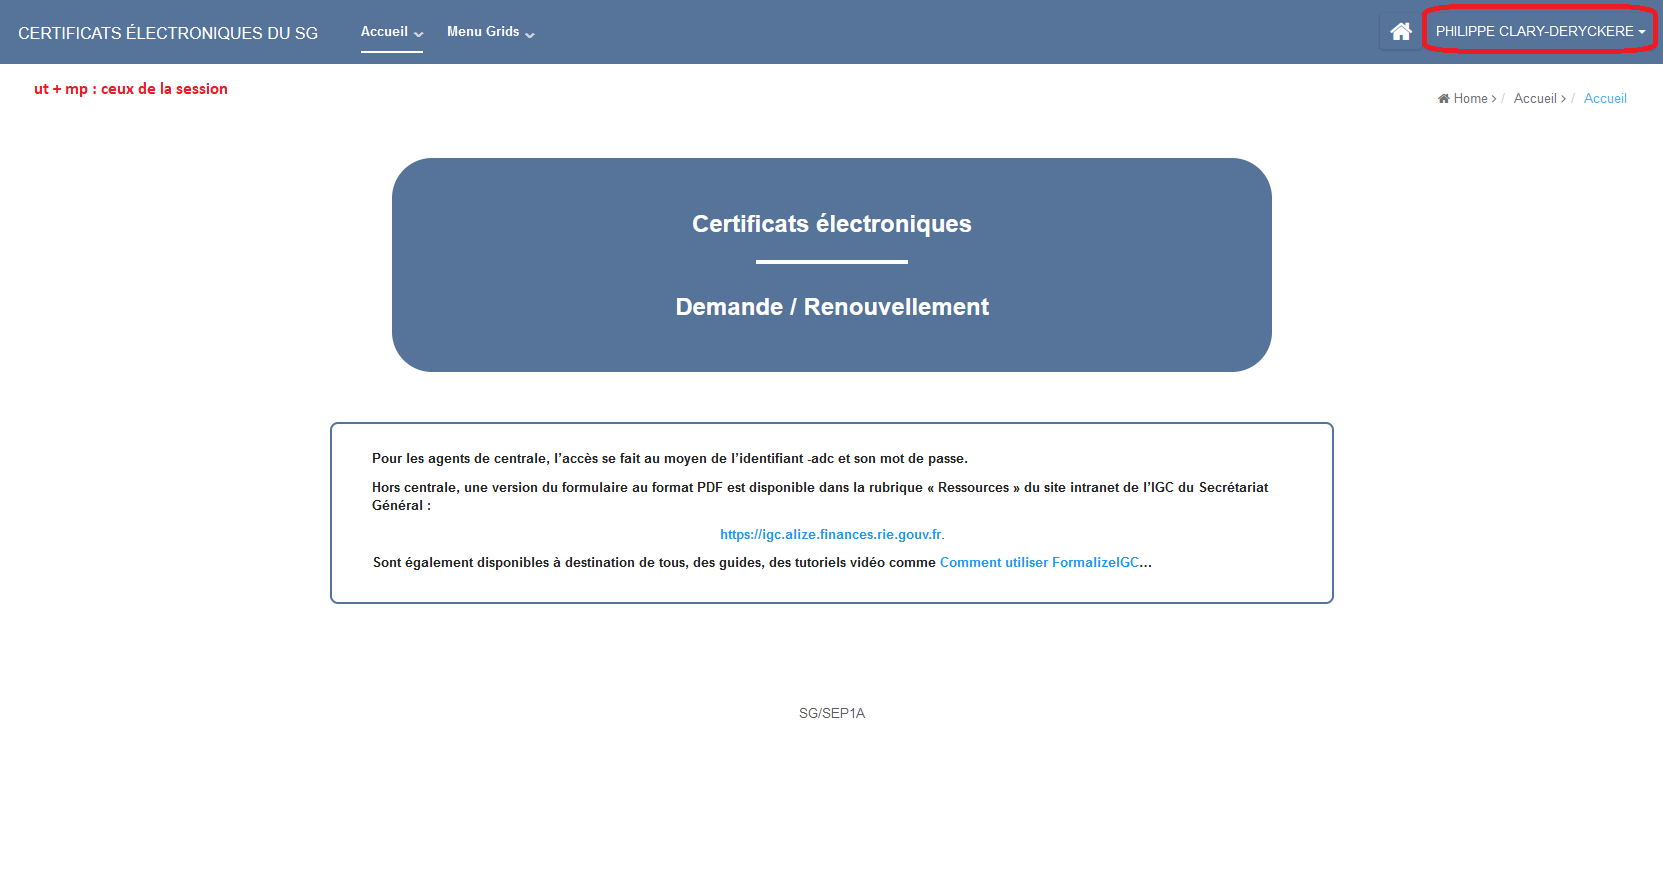 CERTIFICATS ÉLECTRONIQUES DU SG Accueil Menu Grids PHILIPPE CLARY-DERYCKERE
ut + mp : ceux de la session
Home > / Accueil > / Accueil
Certificats électroniques
Demande / Renouvellement
Pour les agents de centrale, l’accès se fait au moyen de l’identifiant -adc et son mot de passe.
Hors centrale, une version du formulaire au format PDF est disponible dans la rubrique « Ressources » du site intranet de l’IGC du Secrétariat
Général :
https://igc.alize.finances.rie.gouv.fr.
Sont également disponibles à destination de tous, des guides, des tutoriels vidéo comme Comment utiliser FormalizeIGC...
SG/SEP1A